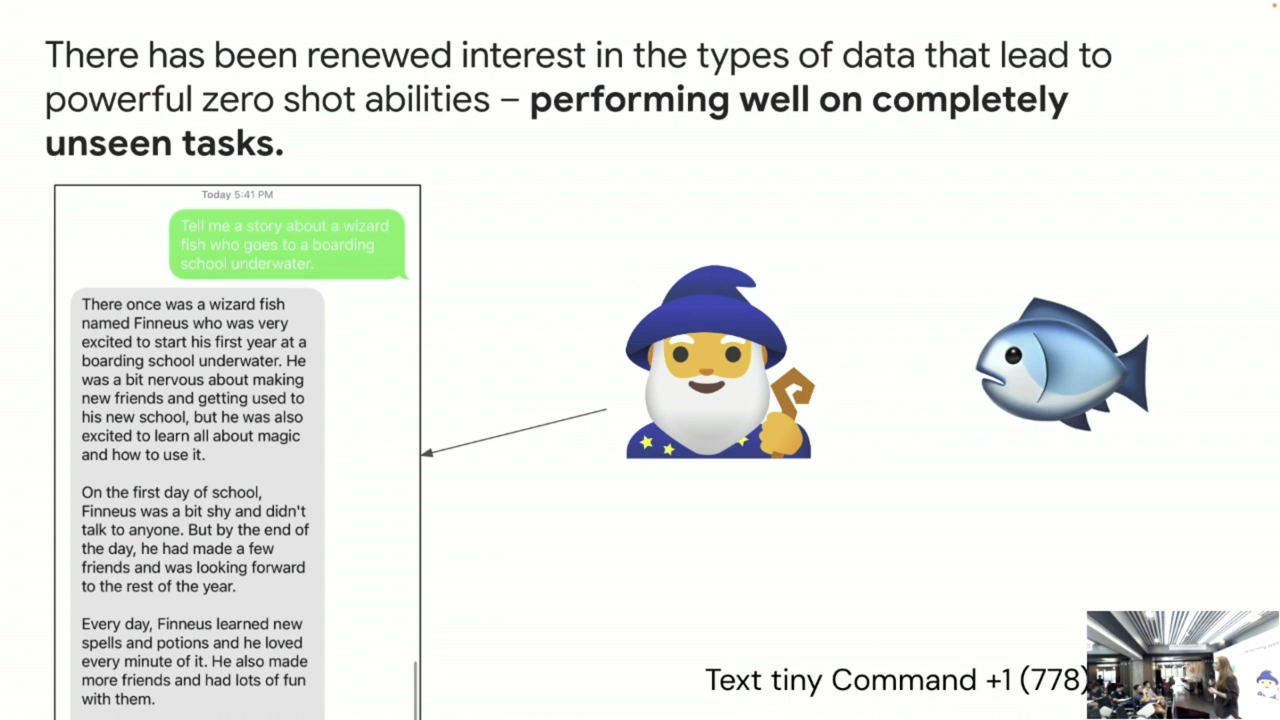 There has been renewed interest in the types of data that lead to
powerful zero shot abilities – performing well on completely
unseen tasks.
Today 5:41 PM
Tell me a story about a wizard
fish who goes to a boarding
school underwater.
There once was a wizard fish
named Finneus who was very
excited to start his first year at a
boarding school underwater. He
was a bit nervous about making
new friends and getting used to
his new school, but he was also
excited to learn all about magic
and how to use it.
On the first day of school,
Finneus was a bit shy and didn't
talk to anyone. But by the end of
the day, he had made a few
friends and was looking forward
to the rest of the year.
Every day, Finneus learned new
spells and potions and he loved
every minute of it. He also made
more friends and had lots of fun
with them.
Text tiny Command +1 (778)